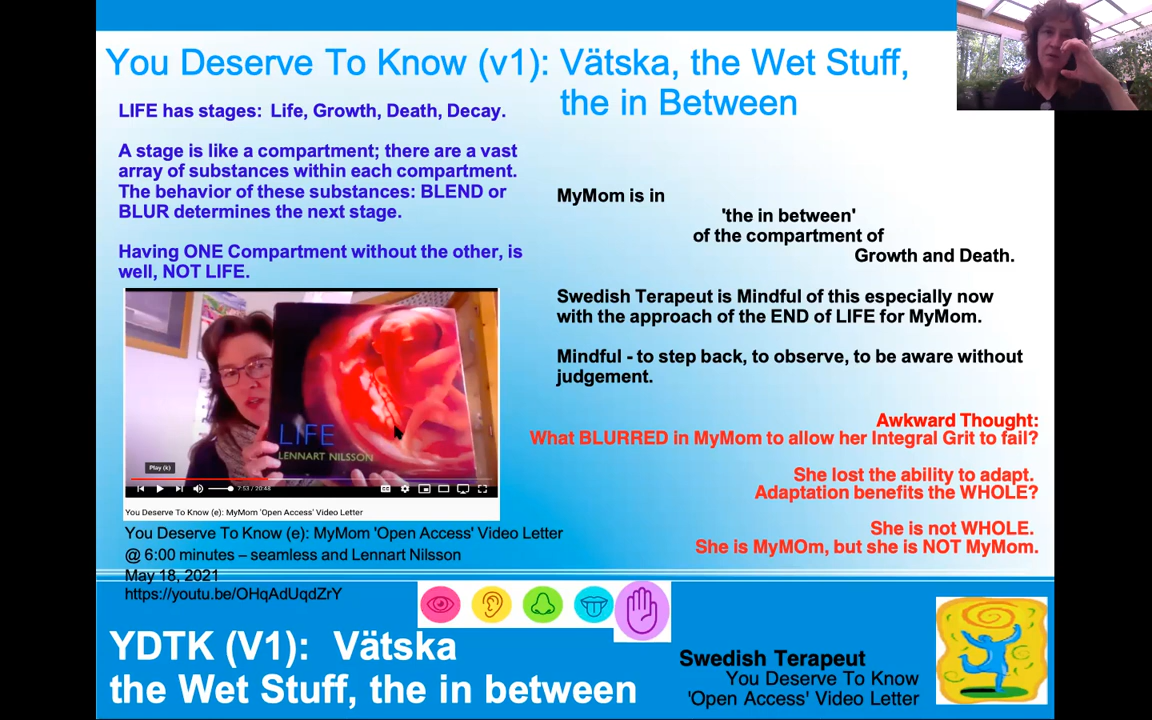 You Deserve To Know (v1): Vätska, the Wet Stuff,
the in Between
LIFE has stages: Life, Growth, Death, Decay.
A stage is like a compartment; there are a vast
array of substances within each compartment.
The behavior of these substances: BLEND or
BLUR determines the next stage.
Having ONE Compartment without the other, is
well, NOT LIFE.
LIFE
LENNART NILSSON
Play (k)
7:53 / 20:48
You Deserve To Know (e): MyMom 'Open Access' Video Letter
You Deserve To Know (e): MyMom 'Open Access' Video Letter
@ 6:00 minutes – seamless and Lennart Nilsson
May 18, 2021
https://youtu.be/OHqAdUqdZrY
MyMom is in
'the in between'
of the compartment of
Growth and Death.
Swedish Terapeut is Mindful of this especially now
with the approach of the END of LIFE for MyMom.
Mindful - to step back, to observe, to be aware without
judgement.
Awkward Thought:
What BLURRED in MyMom to allow her Integral Grit to fail?
She lost the ability to adapt.
Adaptation benefits the WHOLE?
She is not WHOLE.
She is MyMOm, but she is NOT MyMom.
YDTK (V1): Vätska
the Wet Stuff, the in between
Swedish Terapeut
You Deserve To Know
'Open Access' Video Letter